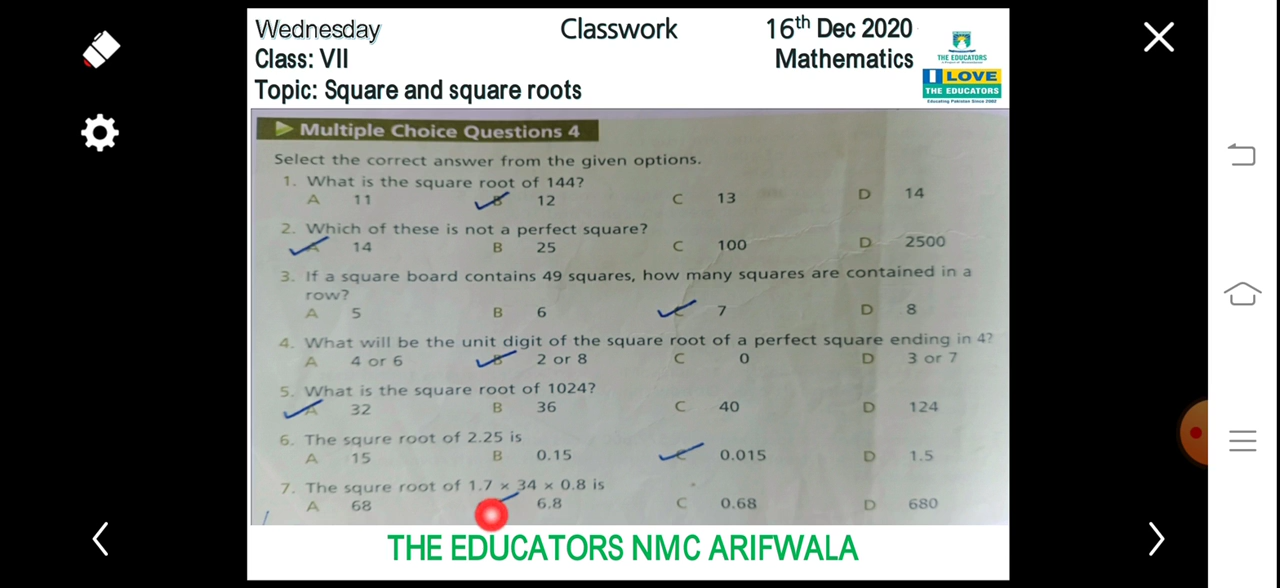 Wednesday Classwork 16th Dec 2020
Class: VII Mathematics
Topic: Square and square roots
THE EDUCATORS
I LOVE
THE EDUCATORS
Educating Pakistan Since 2002
Multiple Choice Questions 4
Select the correct answer from the given options.
1. What is the square root of 144?
A 11 B 12 C 13 D 14
2. Which of these is not a perfect square?
A 14 B 25 C 100 D 2500
3. If a square board contains 49 squares, how many squares are contained in a
row?
A 5 B 6 C 7 D 8
4. What will be the unit digit of the square root of a perfect square ending in 4?
A 4 or 6 B 2 or 8 C 0 D 3 or 7
5. What is the square root of 1024?
A 32 B 36 C 40 D 124
6. The squre root of 2.25 is
A 15 B 0.15 C 0.015 D 1.5
7. The squre root of 1.7 × 34 × 0.8 is
A 68 6.8 C 0.68 D 680
THE EDUCATORS NMC ARIFWALA